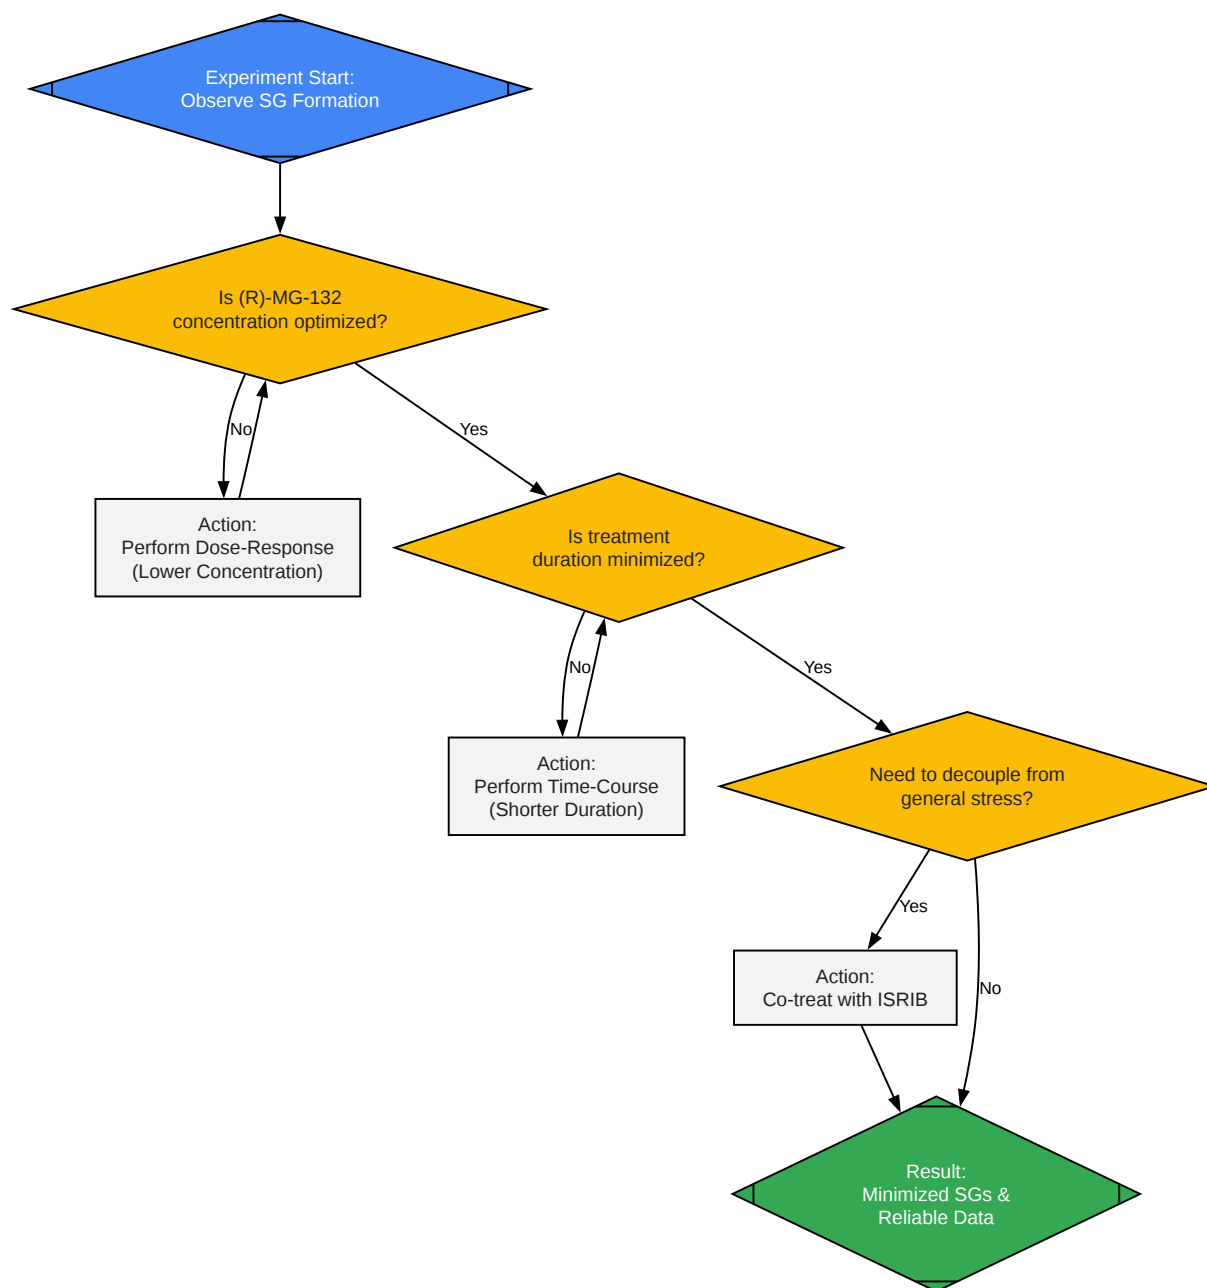 Experiment Start:
Observe SG Formation
Is (R)-MG-132
concentration optimized?
No
Yes
Action:
Perform Dose-Response
(Lower Concentration)
Is treatment
duration minimized?
No
Yes
Action:
Perform Time-Course
(Shorter Duration)
Need to decouple from
general stress?
Yes
No
Action:
Co-treat with ISRIB
Result:
Minimized SGs &
Reliable Data